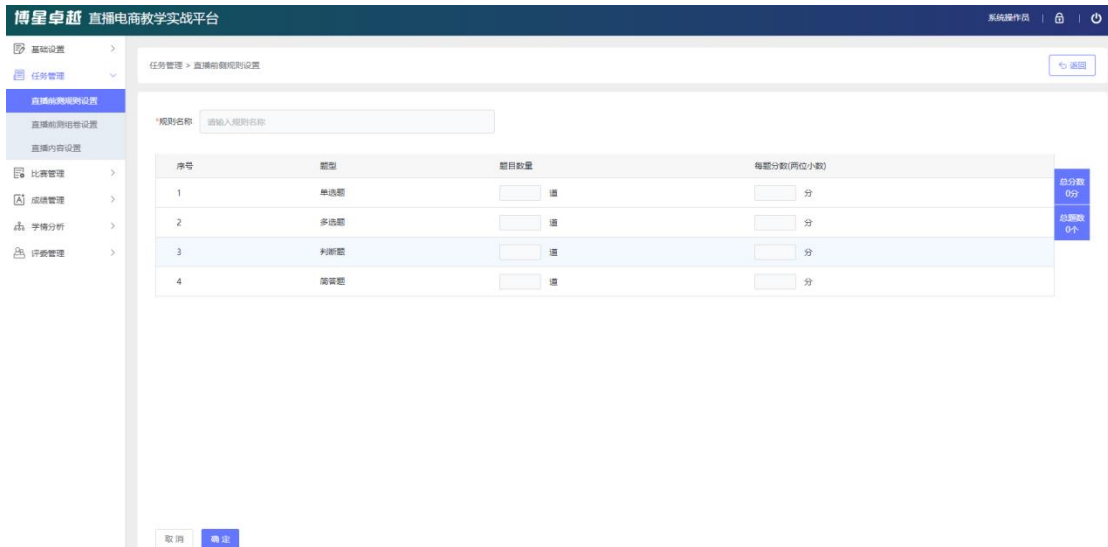 博星卓越 直播电商教学实战平台
系统操作员
基础设置
任务管理
直播前测规则设置
直播前测组卷设置
直播内容设置
比赛管理
成绩管理
学情分析
评委管理
任务管理 > 直播前侧规则设置
返回
*规则名称 请输入规则名称
序号 题型 题目数量 每题分数(两位小数)
1 单选题 道 分
2 多选题 道 分
3 判断题 道 分
4 简答题 道 分
总分数
0分
总题数
0个
取消 确定